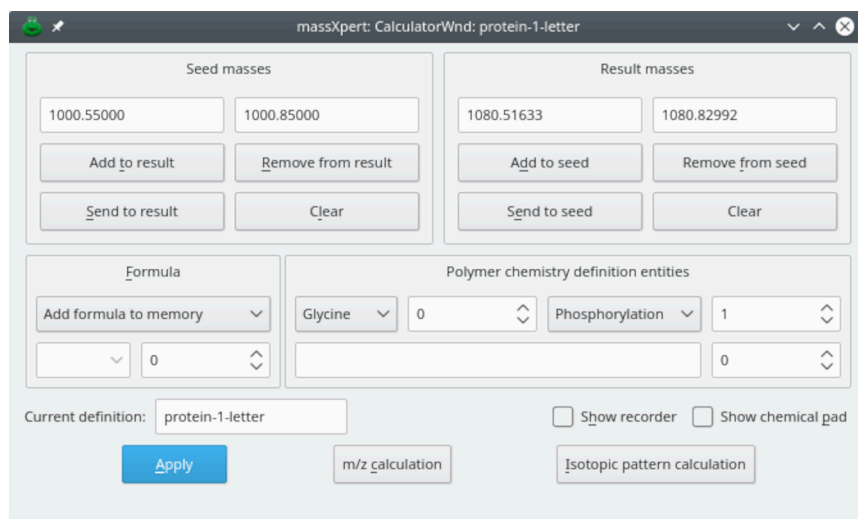 massXpert: CalculatorWnd: protein-1-letter
Seed masses
Result masses
1000.55000 1000.85000
1080.51633 1080.82992
Add to result Remove from result
Add to seed Remove from seed
Send to result Clear
Send to seed Clear
Formula
Polymer chemistry definition entities
Add formula to memory
Glycine 0 Phosphorylation 1
0
0
Current definition: protein-1-letter
Show recorder Show chemical pad
Apply m/z calculation Isotopic pattern calculation